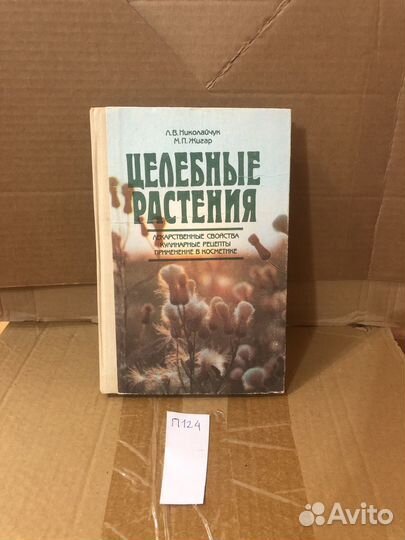 Л.В. Николайчук
М.П. Жигар
ЦЕЛЕБНЫЕ
РАСТЕНИЯ
ЛЕКАРСТВЕННЫЕ СВОЙСТВА
КУЛИНАРНЫЕ РЕЦЕПТЫ
ПРИМЕНЕНИЕ В КОСМЕТИКЕ
П124
Avito